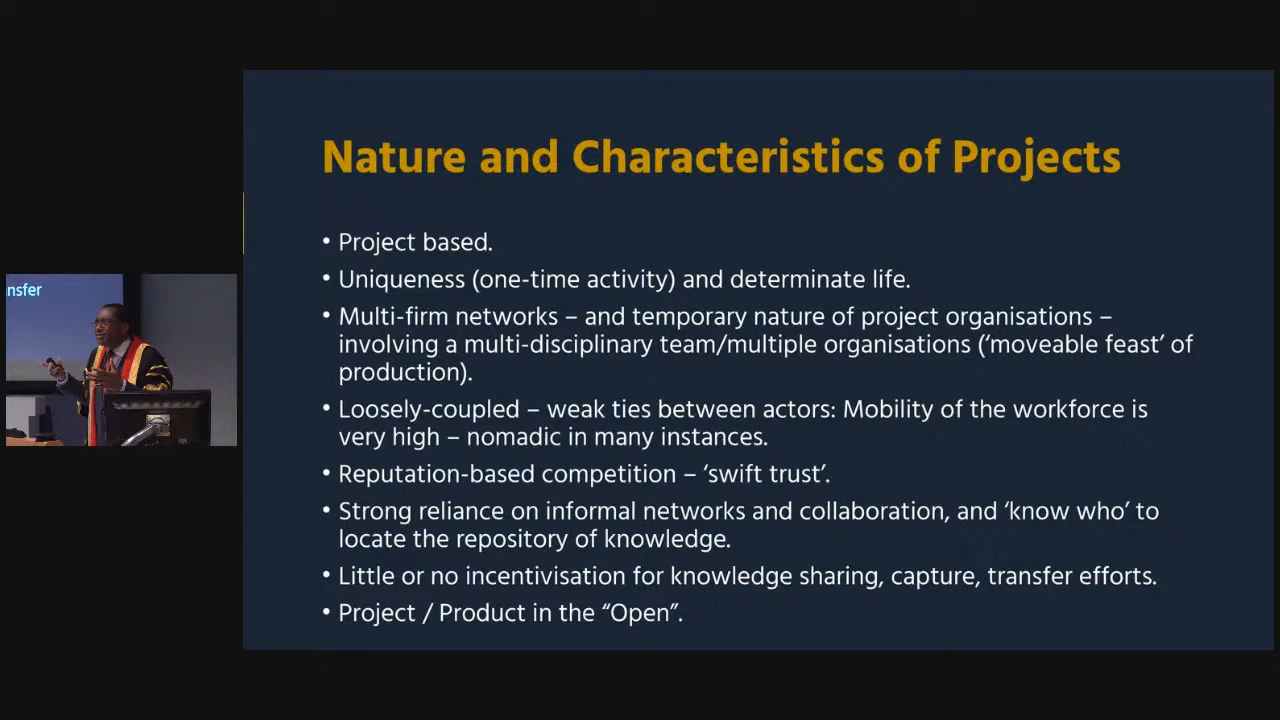 Nature and Characteristics of Projects
• Project based.
• Uniqueness (one-time activity) and determinate life.
• Multi-firm networks – and temporary nature of project organisations –
involving a multi-disciplinary team/multiple organisations (‘moveable feast’ of
production).
• Loosely-coupled – weak ties between actors: Mobility of the workforce is
very high – nomadic in many instances.
• Reputation-based competition – ‘swift trust’.
• Strong reliance on informal networks and collaboration, and ‘know who’ to
locate the repository of knowledge.
• Little or no incentivisation for knowledge sharing, capture, transfer efforts.
• Project / Product in the “Open”.
nsfer